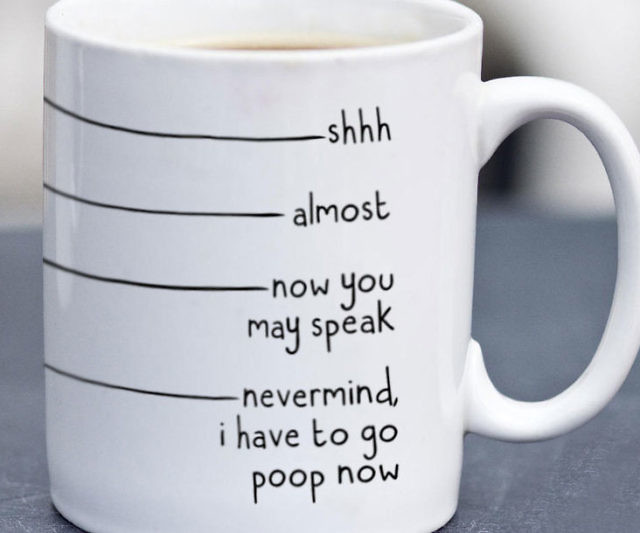 shhh
almost
now you
may speak
nevermind,
i have to go
poop now